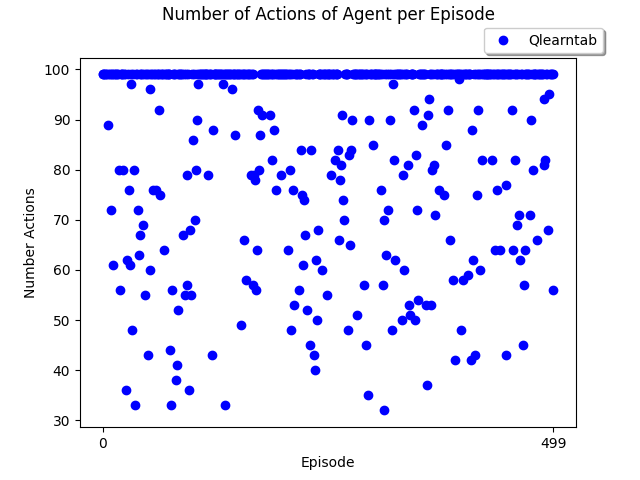 Number of Actions of Agent per Episode
Qlearntab
100
90
80
70
60
50
40
30
Number Actions
0 499
Episode